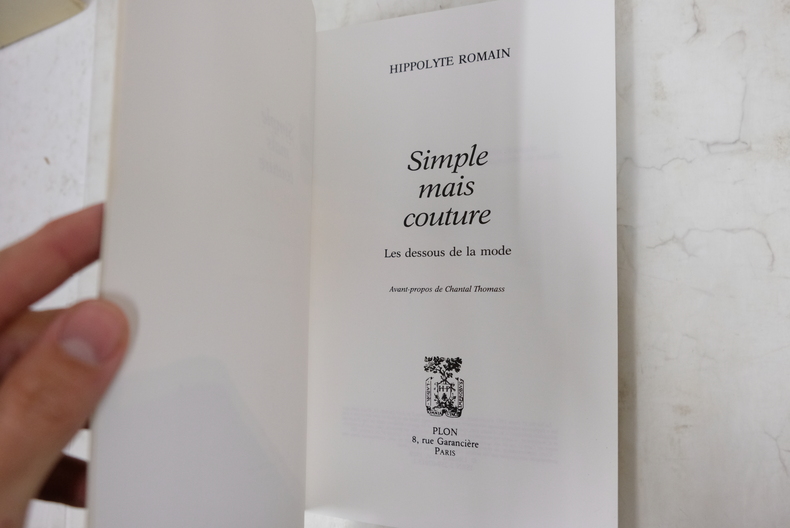 HIPPOLYTE ROMAIN
Simple
mais
couture
Les dessous de la mode
Avant-propos de Chantal Thomass
PLON
8, rue Garancière
PARIS